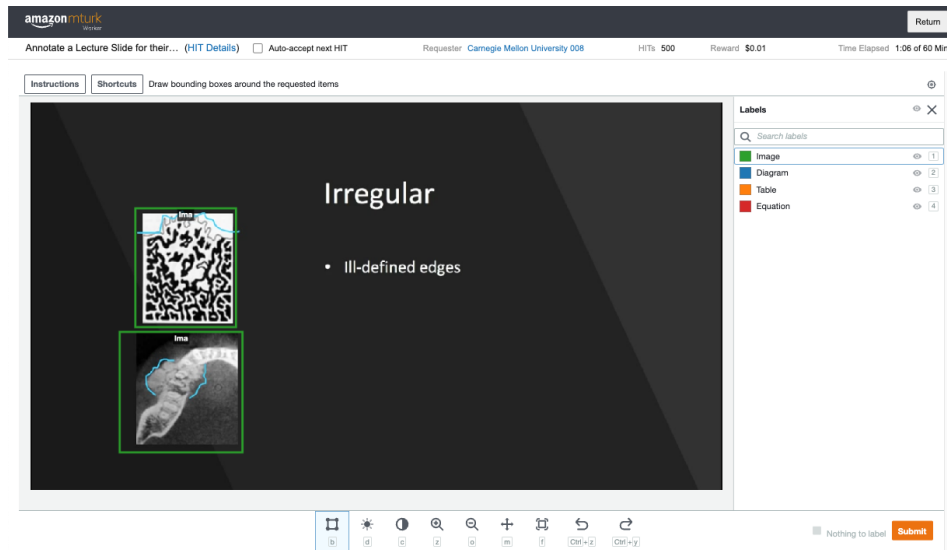 amazonmturk
Worker
Return
Annotate a Lecture Slide for their… (HIT Details) Auto-accept next HIT Requester Carnegie Mellon University 008 HITs 500 Reward $0.01 Time Elapsed 1:06 of 60 Min
Instructions Shortcuts Draw bounding boxes around the requested items
Labels
Search labels
Image 1
Diagram 2
Table 3
Equation 4
Irregular
Ima
• Ill-defined edges
Ima
b d c z o m f Ctrl+z Ctrl+y
Nothing to label Submit